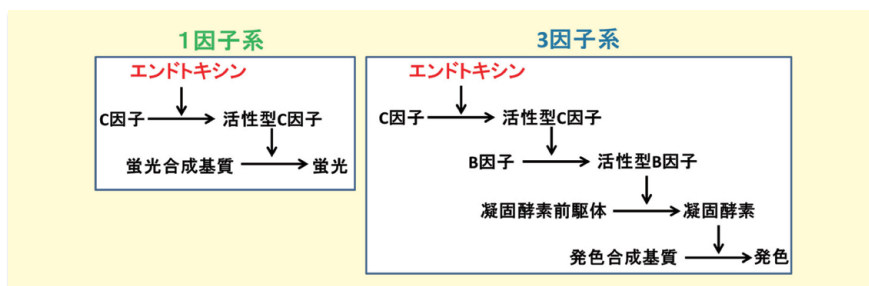 1因子系
エンドトキシン
C因子 活性型C因子
蛍光合成基質 蛍光
3因子系
エンドトキシン
C因子 活性型C因子
B因子 活性型B因子
凝固酵素前駆体 凝固酵素
発色合成基質 発色